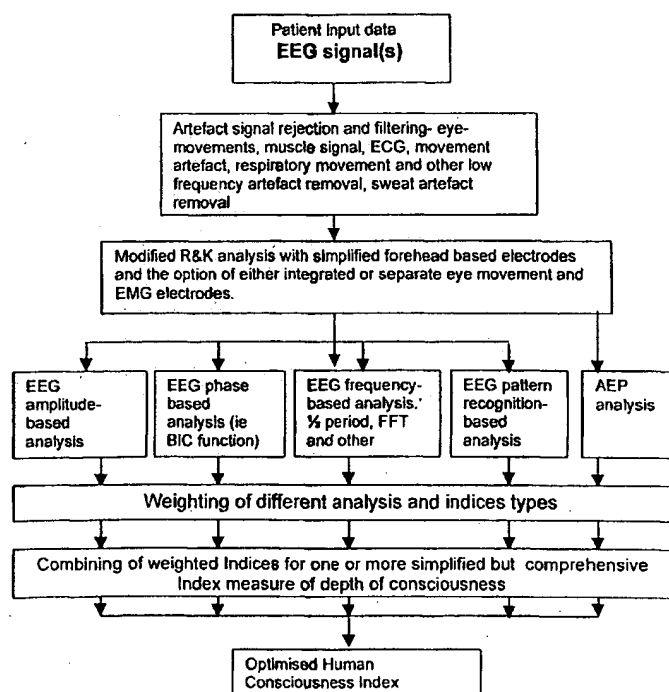 Patient Input data
EEG signal(s)
Artefact signal rejection and filtering- eye-
movements, muscle signal, ECG, movement
artefact, respiratory movement and other low
frequency artefact removal, sweat artefact
removal
Modified R&K analysis with simplified forehead based electrodes
and the option of either integrated or separate eye movement and
EMG electrodes.
EEG
amplitude-
based
analysis
EEG phase
based
analysis (ie
BIC function)
EEG frequency-
based analysis.
½ period, FFT
and other
EEG pattern
recognition-
based
analysis
AEP
analysis
Weighting of different analysis and indices types
Combining of weighted Indices for one or more simplified but comprehensive
Index measure of depth of consciousness
Optimised Human
Consciousness Index